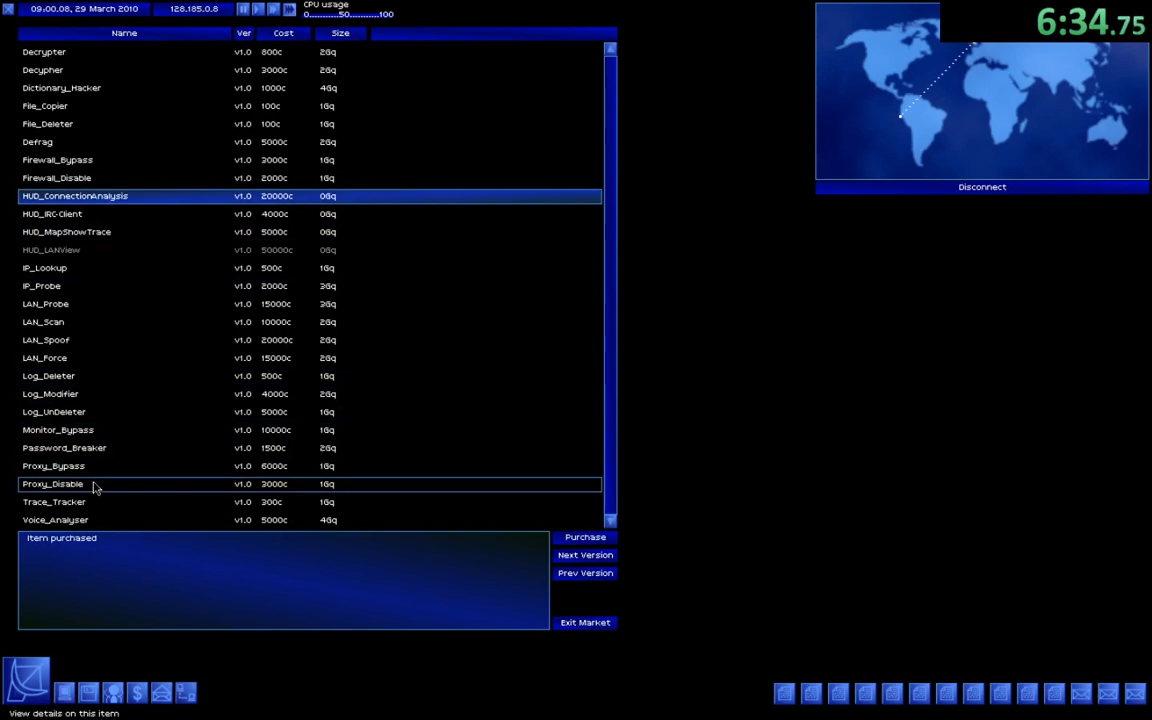 09:00.08, 29 March 2010 128.185.0.8 CPU usage
0........50........100
6:34.75
Name Ver Cost Size
Decrypter v1.0 800c 2Gq
Decypher v1.0 3000c 2Gq
Dictionary_Hacker v1.0 1000c 4Gq
File_Copier v1.0 100c 1Gq
File_Deleter v1.0 100c 1Gq
Defrag v1.0 5000c 2Gq
Firewall_Bypass v1.0 3000c 1Gq
Firewall_Disable v1.0 2000c 1Gq
HUD_ConnectionAnalysis v1.0 20000c 0Gq
HUD_IRC-Client v1.0 4000c 0Gq
HUD_MapShowTrace v1.0 5000c 0Gq
HUD_LANView v1.0 50000c 0Gq
IP_Lookup v1.0 500c 1Gq
IP_Probe v1.0 2000c 3Gq
LAN_Probe v1.0 15000c 3Gq
LAN_Scan v1.0 10000c 2Gq
LAN_Spoof v1.0 20000c 2Gq
LAN_Force v1.0 15000c 2Gq
Log_Deleter v1.0 500c 1Gq
Log_Modifier v1.0 4000c 2Gq
Log_UnDeleter v1.0 5000c 1Gq
Monitor_Bypass v1.0 10000c 1Gq
Password_Breaker v1.0 1500c 2Gq
Proxy_Bypass v1.0 6000c 1Gq
Proxy_Disable v1.0 3000c 1Gq
Trace_Tracker v1.0 300c 1Gq
Voice_Analyser v1.0 5000c 4Gq
Disconnect
Item purchased
Purchase
Next Version
Prev Version
Exit Market
View details on this item